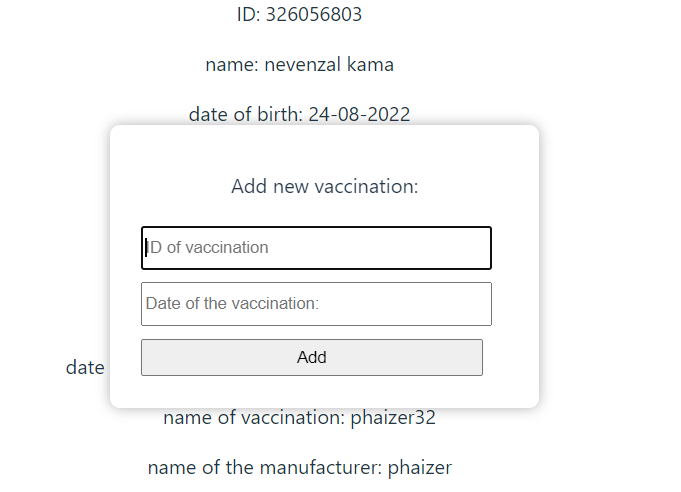 ID: 326056803
name: nevenzal kama
date of birth: 24-08-2022
Add new vaccination:
ID of vaccination
Date of the vaccination:
Add
date
name of vaccination: phaizer32
name of the manufacturer: phaizer